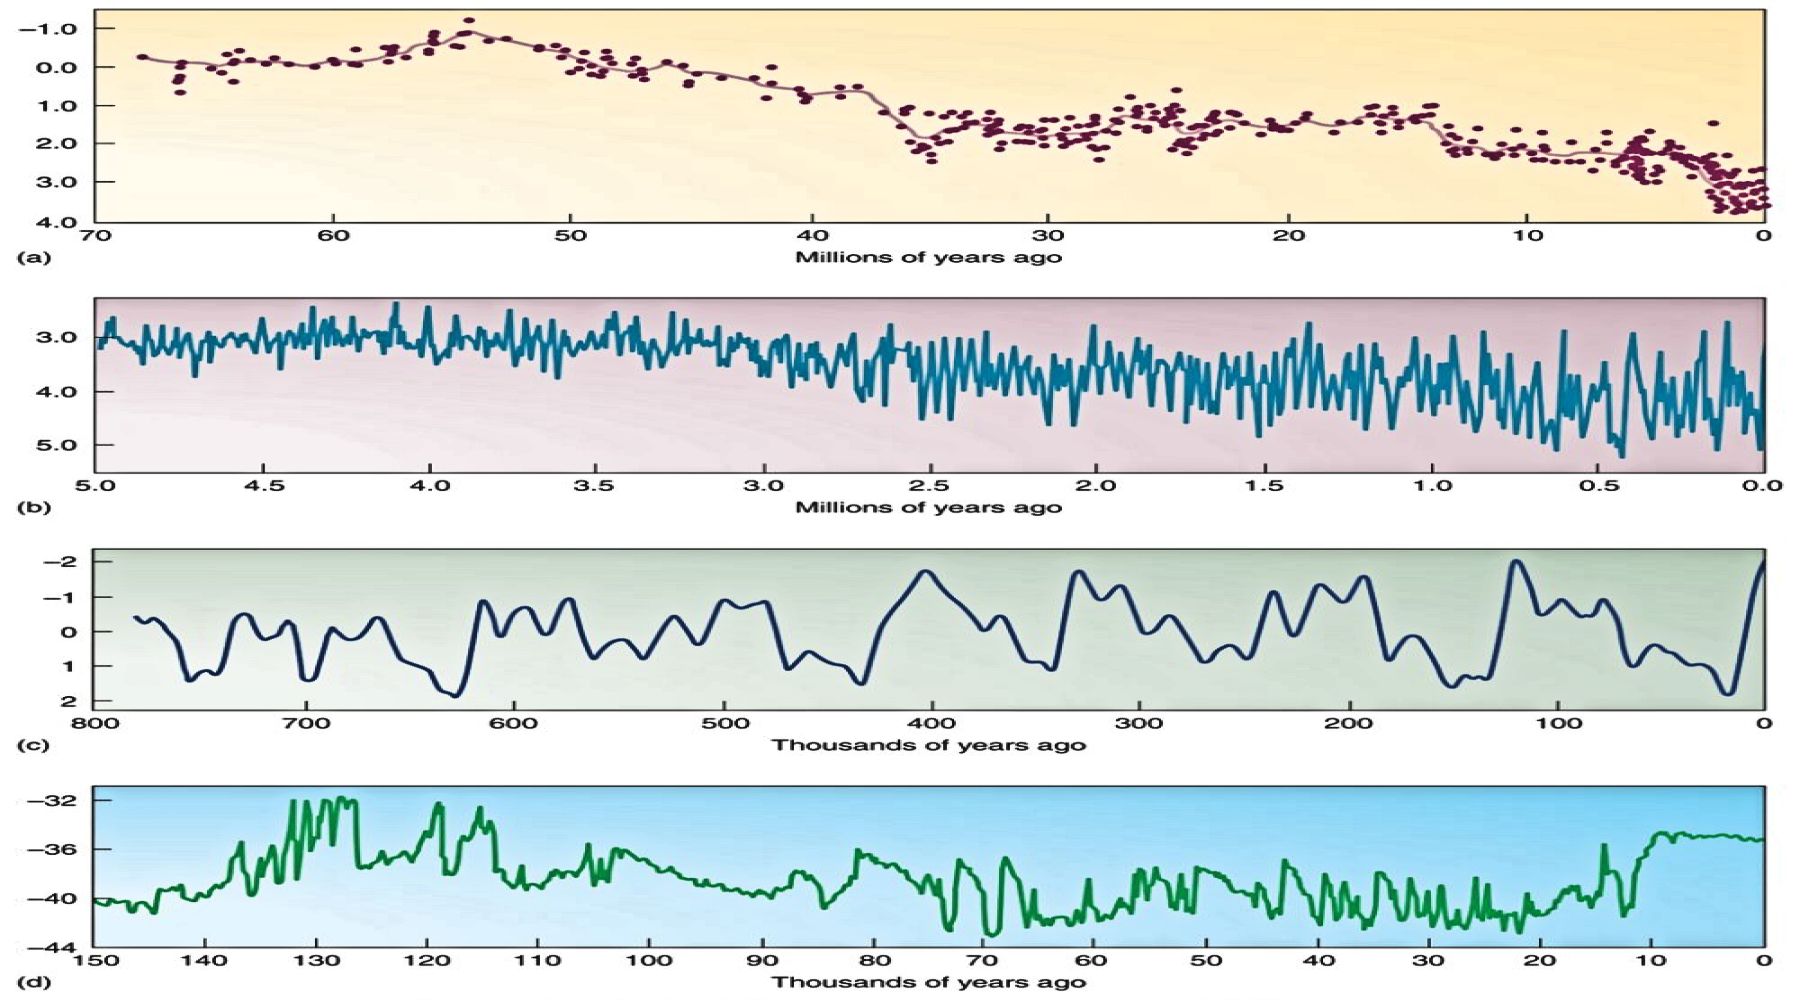 −1.0
0.0
1.0
2.0
3.0
4.0
70 60 50 40 30 20 10 0
(a) Millions of years ago
3.0
4.0
5.0
5.0 4.5 4.0 3.5 3.0 2.5 2.0 1.5 1.0 0.5 0.0
(b) Millions of years ago
−2
−1
0
1
2
800 700 600 500 400 300 200 100 0
(c) Thousands of years ago
−32
−36
−40
−44
150 140 130 120 110 100 90 80 70 60 50 40 30 20 10 0
(d) Thousands of years ago